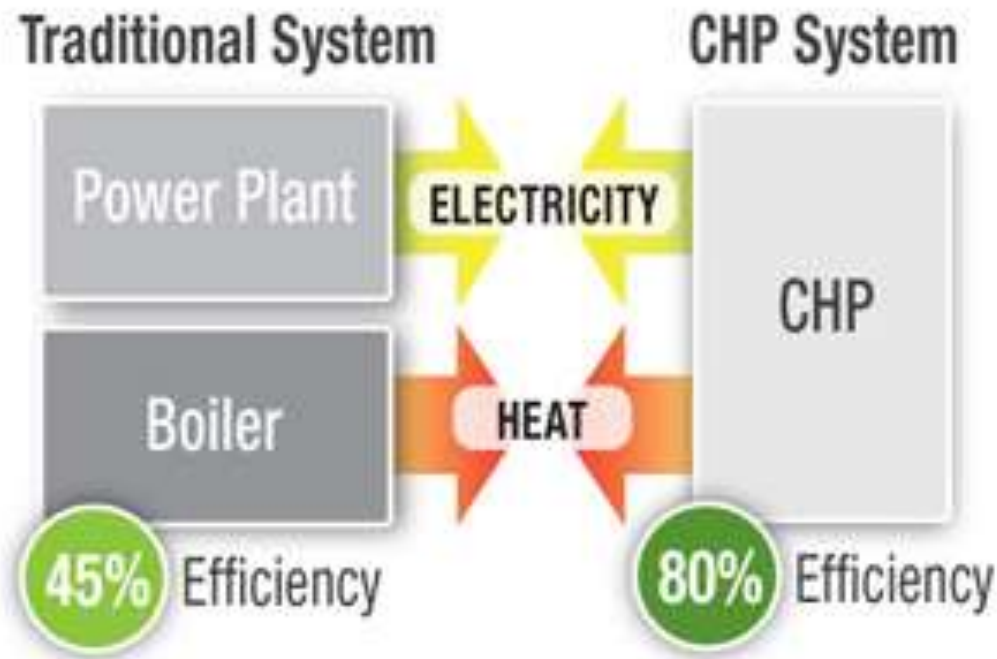 Traditional System
CHP System
Power Plant
ELECTRICITY
CHP
Boiler
HEAT
45% Efficiency
80% Efficiency